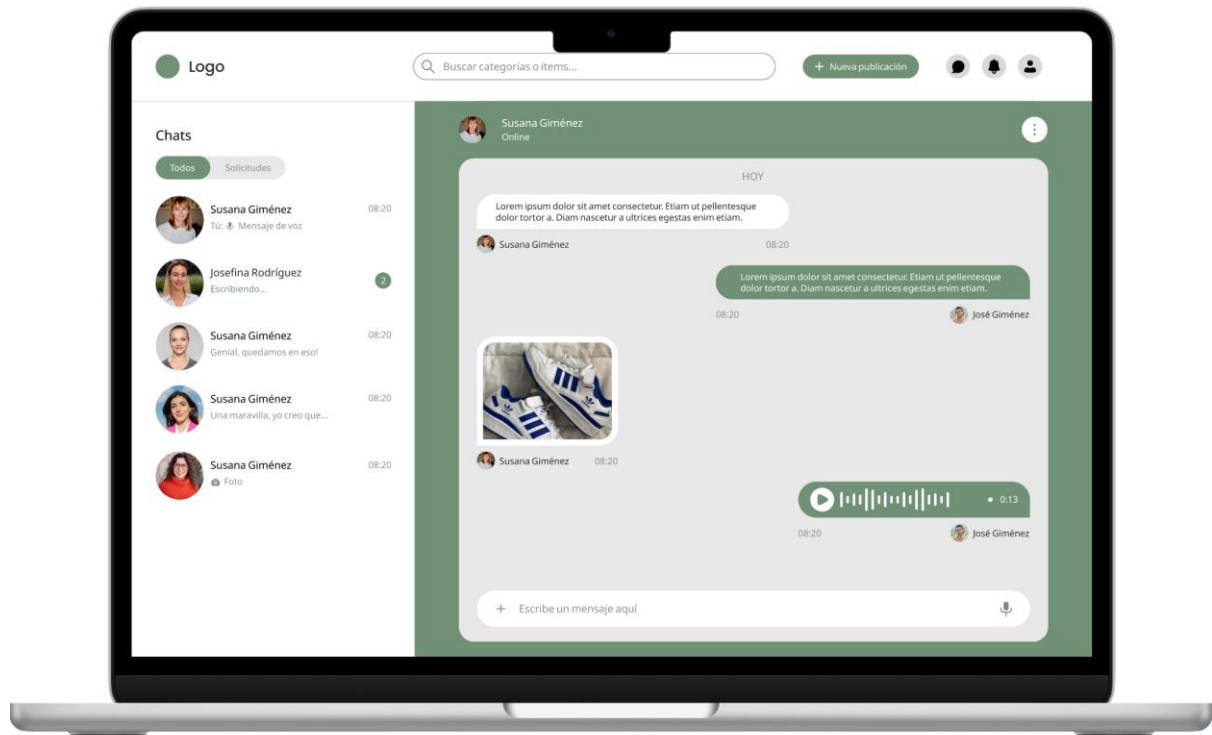 Logo
Buscar categorías o items...
+ Nueva publicación
Chats
Todos
Solicitudes
Susana Giménez
08:20
Tú: Mensaje de voz
Josefina Rodríguez
2
Escribiendo...
Susana Giménez
08:20
Genial, quedamos en eso!
Susana Giménez
08:20
Una maravilla, yo creo que...
Susana Giménez
08:20
Foto
Susana Giménez
Online
HOY
Lorem ipsum dolor sit amet consectetur. Etiam ut pellentesque
dolor tortor a. Diam nascetur a ultrices egestas enim etiam.
Susana Giménez
08:20
Lorem ipsum dolor sit amet consectetur. Etiam ut pellentesque
dolor tortor a. Diam nascetur a ultrices egestas enim etiam.
08:20
José Giménez
Susana Giménez
08:20
0:13
08:20
José Giménez
+ Escribe un mensaje aquí